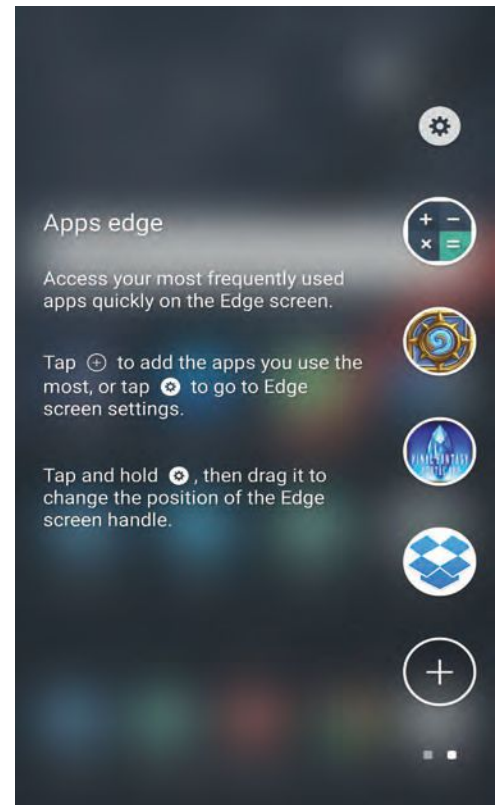 Apps edge
Access your most frequently used
apps quickly on the Edge screen.
Tap ⊕ to add the apps you use the
most, or tap ⚙ to go to Edge
screen settings.
Tap and hold ⚙, then drag it to
change the position of the Edge
screen handle.
+ −
× =
FINAL FANTASY
+